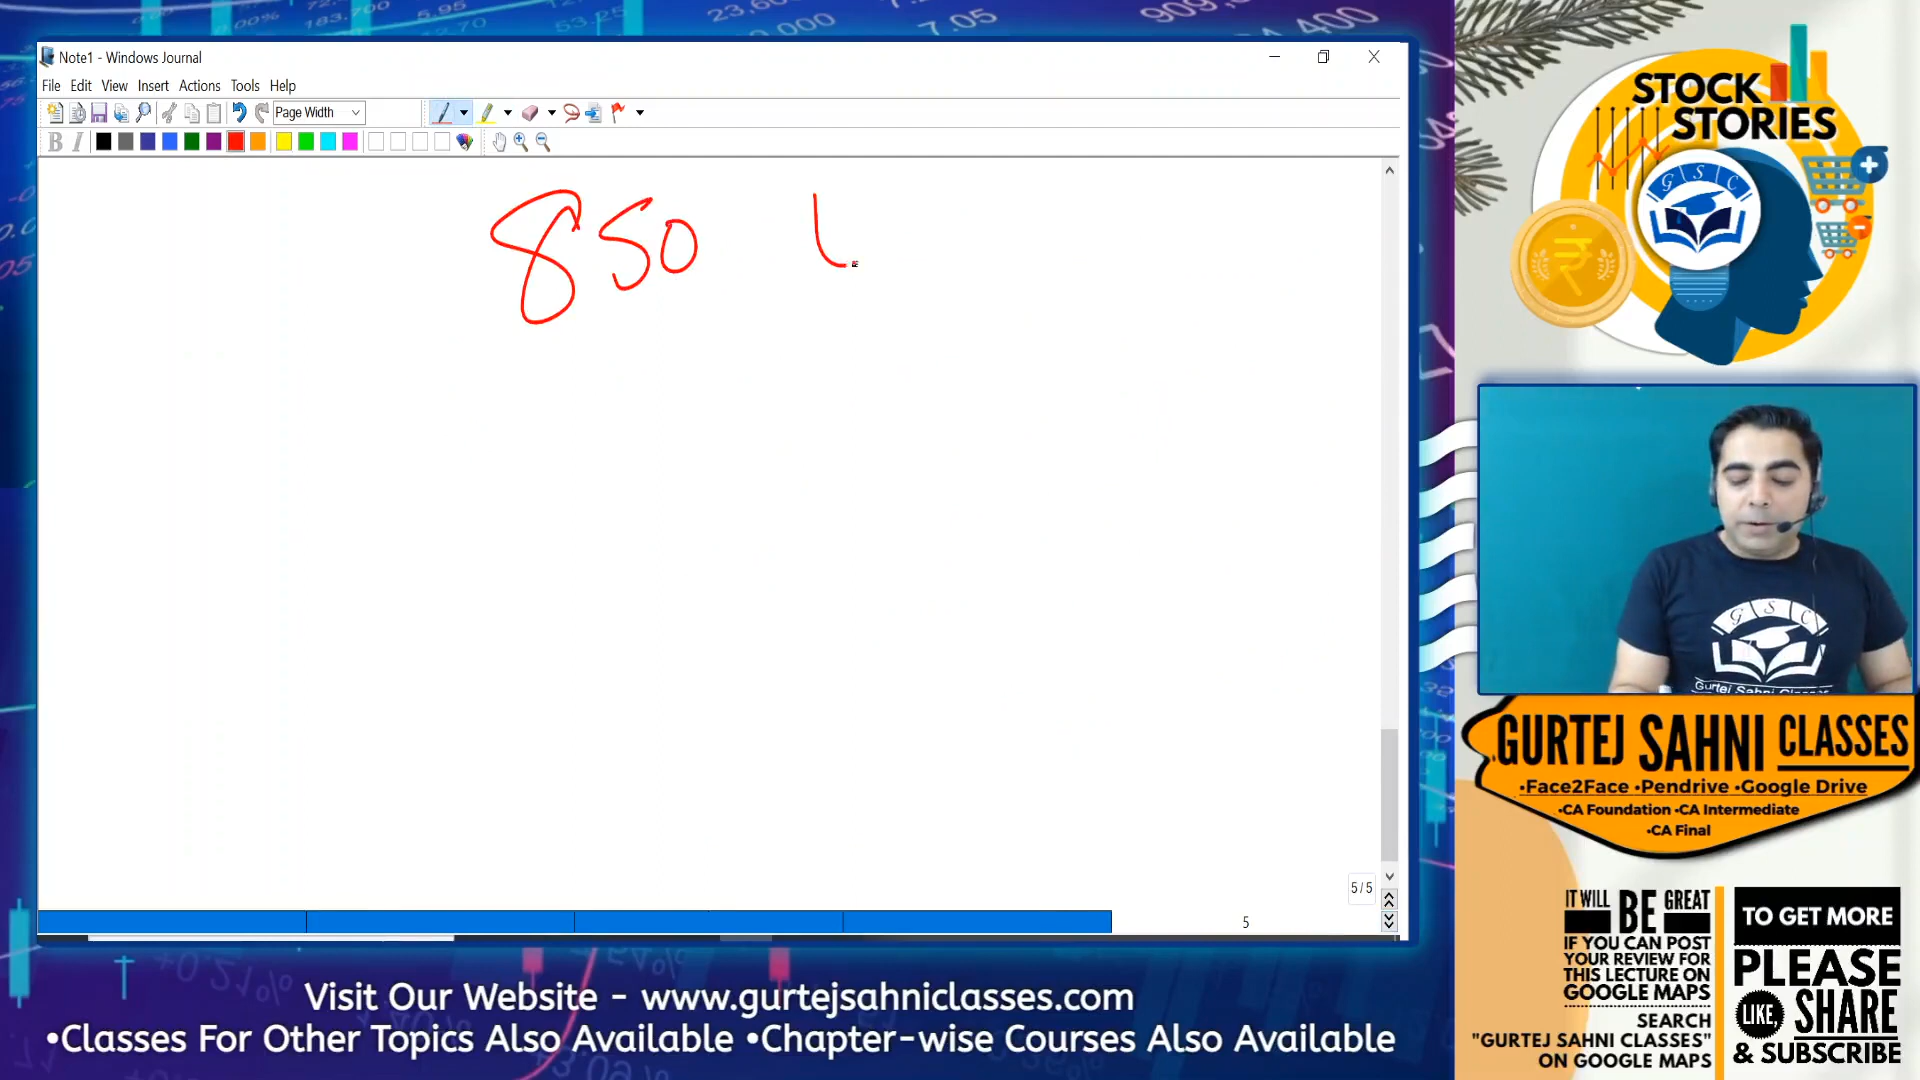 Note1 - Windows Journal
File Edit View Insert Actions Tools Help
Page Width
B I
850 L
5 / 5
5
STOCK
STORIES
GSC
GSC
Gurtej Sahni Classes
GURTEJ SAHNI CLASSES
•Face2Face •Pendrive •Google Drive
•CA Foundation •CA Intermediate
•CA Final
IT WILL BE GREAT
IF YOU CAN POST
YOUR REVIEW FOR
THIS LECTURE ON
GOOGLE MAPS
SEARCH
"GURTEJ SAHNI CLASSES"
ON GOOGLE MAPS
TO GET MORE
PLEASE
LIKE, SHARE
& SUBSCRIBE
Visit Our Website - www.gurtejsahniclasses.com
•Classes For Other Topics Also Available •Chapter-wise Courses Also Available